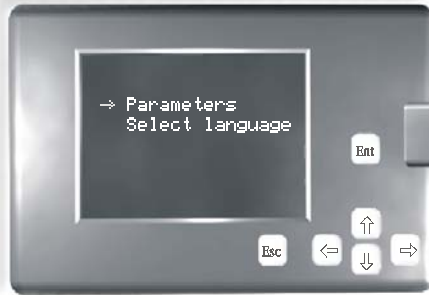 → Parameters
Select language
Ent
Esc
⇐ ⇑ ⇓ ⇒